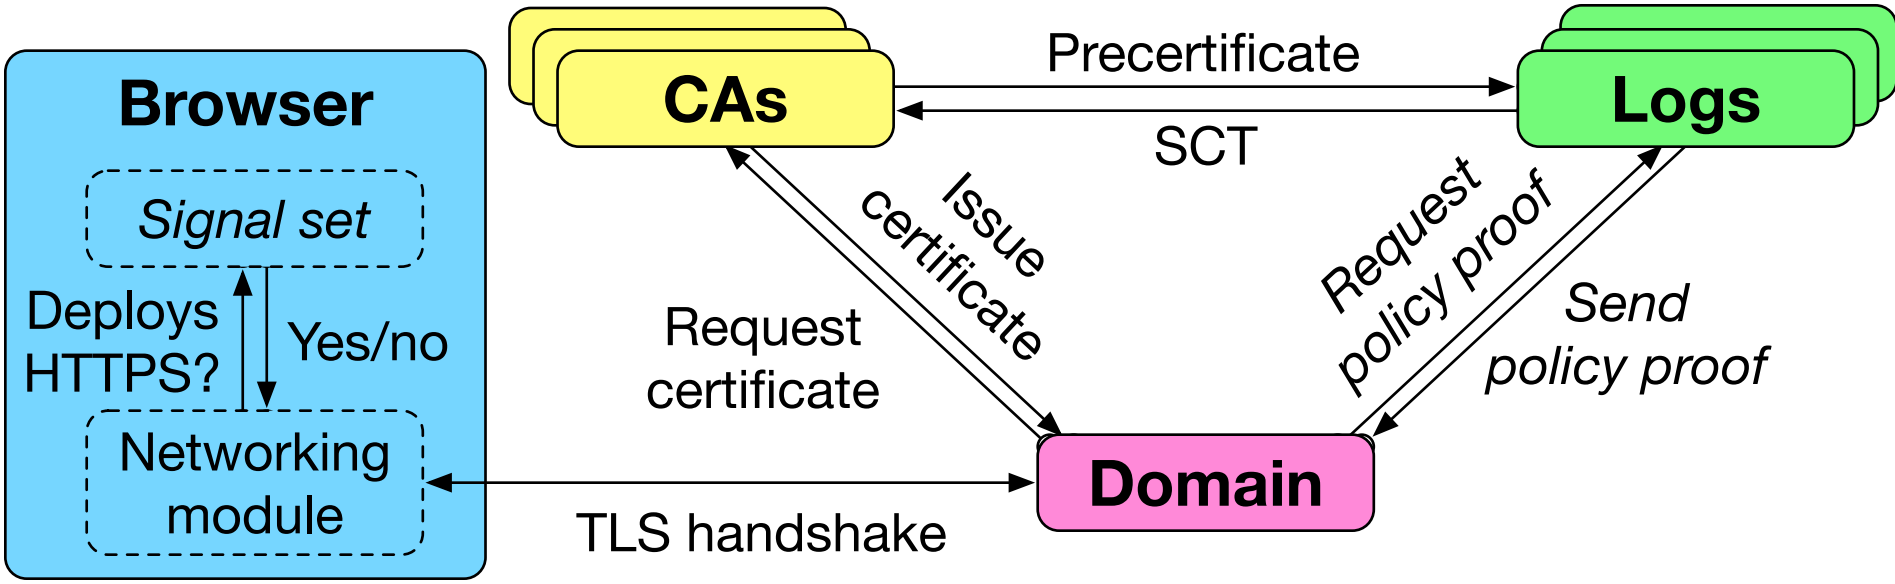 Browser
Signal set
Deploys
HTTPS?
Yes/no
Networking
module
CAs
Precertificate
SCT
Logs
Issue
certificate
Request
certificate
Request
policy proof
Send
policy proof
TLS handshake
Domain